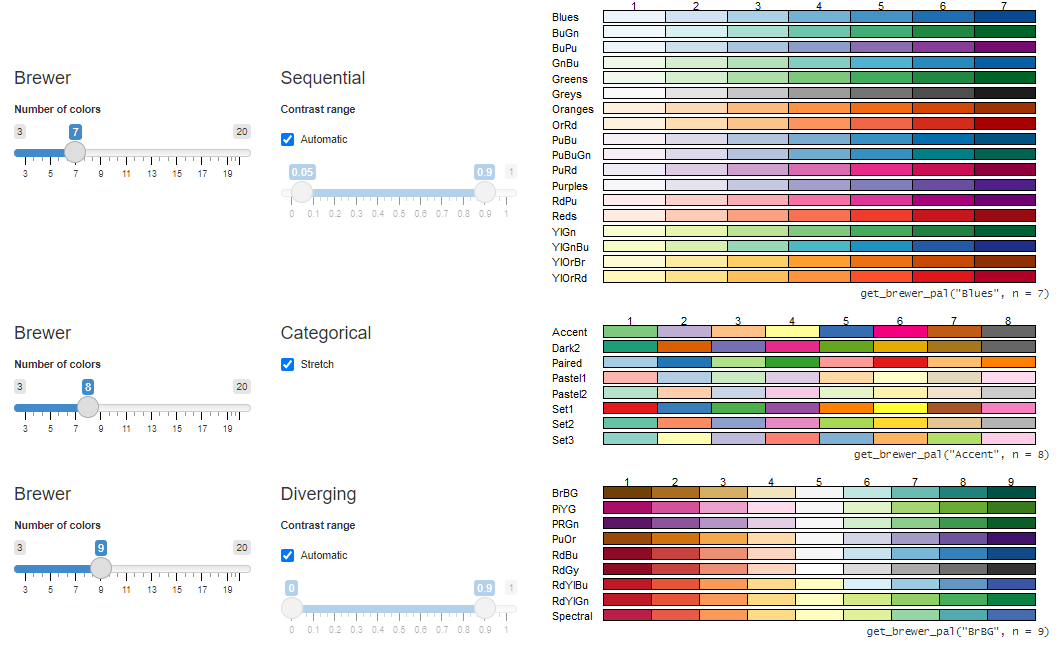 Brewer
Number of colors
3 7 20
3 5 7 9 11 13 15 17 19
Sequential
Contrast range
Automatic
0.05 0.9 1
0 0.1 0.2 0.3 0.4 0.5 0.6 0.7 0.8 0.9 1
1 2 3 4 5 6 7
Blues
BuGn
BuPu
GnBu
Greens
Greys
Oranges
OrRd
PuBu
PuBuGn
PuRd
Purples
RdPu
Reds
YlGn
YlGnBu
YlOrBr
YlOrRd
get_brewer_pal("Blues", n = 7)
Brewer
Number of colors
3 8 20
3 5 7 9 11 13 15 17 19
Categorical
Stretch
1 2 3 4 5 6 7 8
Accent
Dark2
Paired
Pastel1
Pastel2
Set1
Set2
Set3
get_brewer_pal("Accent", n = 8)
Brewer
Number of colors
3 9 20
3 5 7 9 11 13 15 17 19
Diverging
Contrast range
Automatic
0 0.9 1
0 0.1 0.2 0.3 0.4 0.5 0.6 0.7 0.8 0.9 1
1 2 3 4 5 6 7 8 9
BrBG
PiYG
PRGn
PuOr
RdBu
RdGy
RdYlBu
RdYlGn
Spectral
get_brewer_pal("BrBG", n = 9)